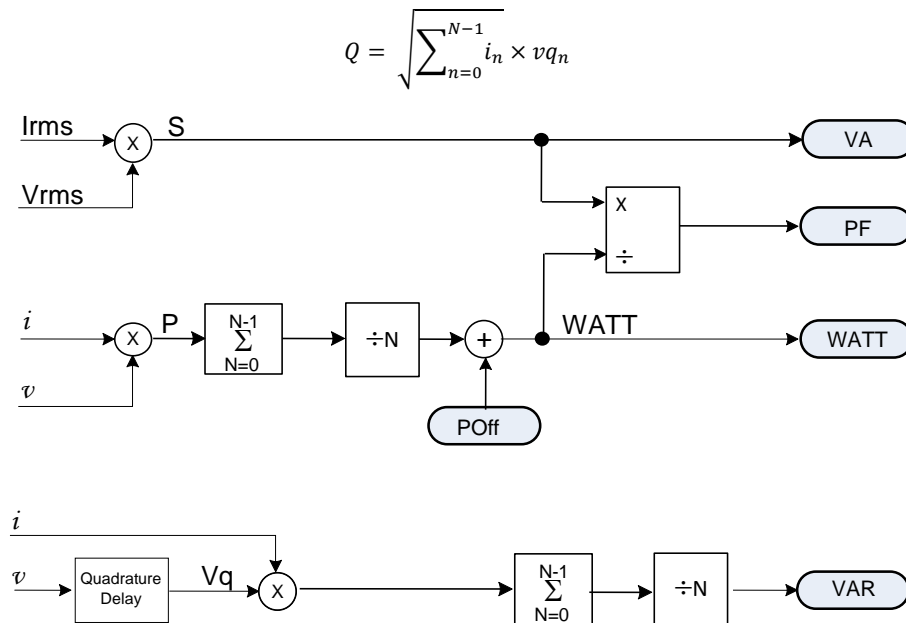 Q = √∑_{n=0}^{N−1} i_n × vq_n
Irms
X
S
VA
Vrms
X
÷
PF
i
X
P
N-1
∑
N=0
÷N
+
WATT
WATT
v
POff
i
v
Quadrature
Delay
Vq
X
N-1
∑
N=0
÷N
VAR